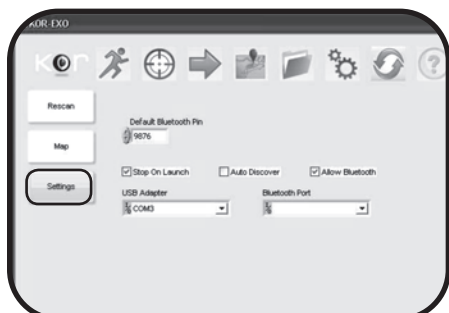 KOR-EXO
KOR
?
Rescan
Map
Settings
Default Bluetooth Pin
9876
Stop On Launch Auto Discover Allow Bluetooth
USB Adapter Bluetooth Port
COM3